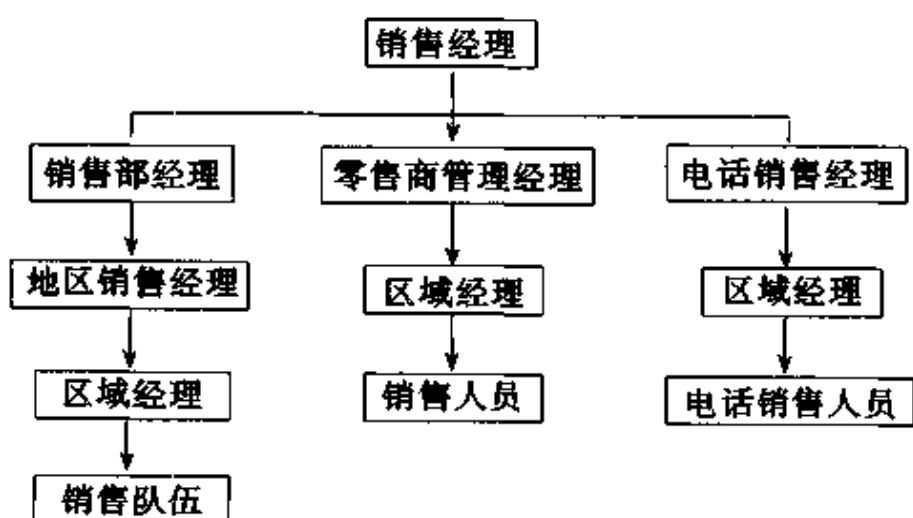 销售经理
销售部经理 零售商管理经理 电话销售经理
地区销售经理 区域经理 区域经理
区域经理 销售人员 电话销售人员
销售队伍